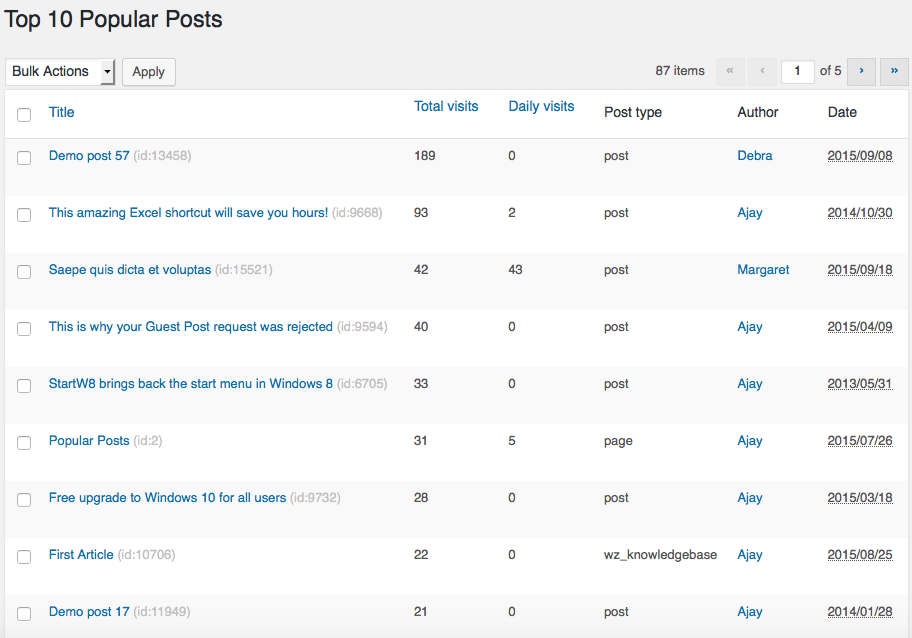 Top 10 Popular Posts
Bulk Actions Apply 87 items « ‹ 1 of 5 › »
Title Total visits Daily visits Post type Author Date
Demo post 57 (id:13458) 189 0 post Debra 2015/09/08
This amazing Excel shortcut will save you hours! (id:9668) 93 2 post Ajay 2014/10/30
Saepe quis dicta et voluptas (id:15521) 42 43 post Margaret 2015/09/18
This is why your Guest Post request was rejected (id:9594) 40 0 post Ajay 2015/04/09
StartW8 brings back the start menu in Windows 8 (id:6705) 33 0 post Ajay 2013/05/31
Popular Posts (id:2) 31 5 page Ajay 2015/07/26
Free upgrade to Windows 10 for all users (id:9732) 28 0 post Ajay 2015/03/18
First Article (id:10706) 22 0 wz_knowledgebase Ajay 2015/08/25
Demo post 17 (id:11949) 21 0 post Ajay 2014/01/28